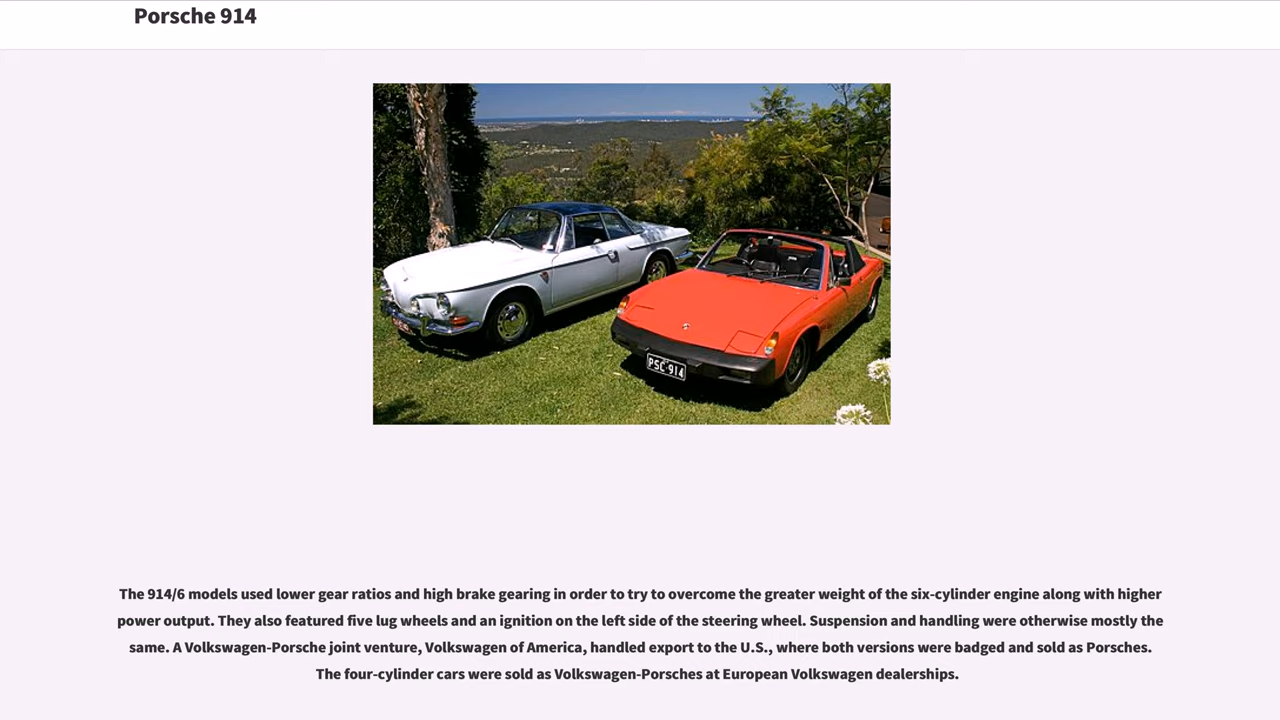 Porsche 914
PSC·914
The 914/6 models used lower gear ratios and high brake gearing in order to try to overcome the greater weight of the six-cylinder engine along with higher
power output. They also featured five lug wheels and an ignition on the left side of the steering wheel. Suspension and handling were otherwise mostly the
same. A Volkswagen-Porsche joint venture, Volkswagen of America, handled export to the U.S., where both versions were badged and sold as Porsches.
The four-cylinder cars were sold as Volkswagen-Porsches at European Volkswagen dealerships.